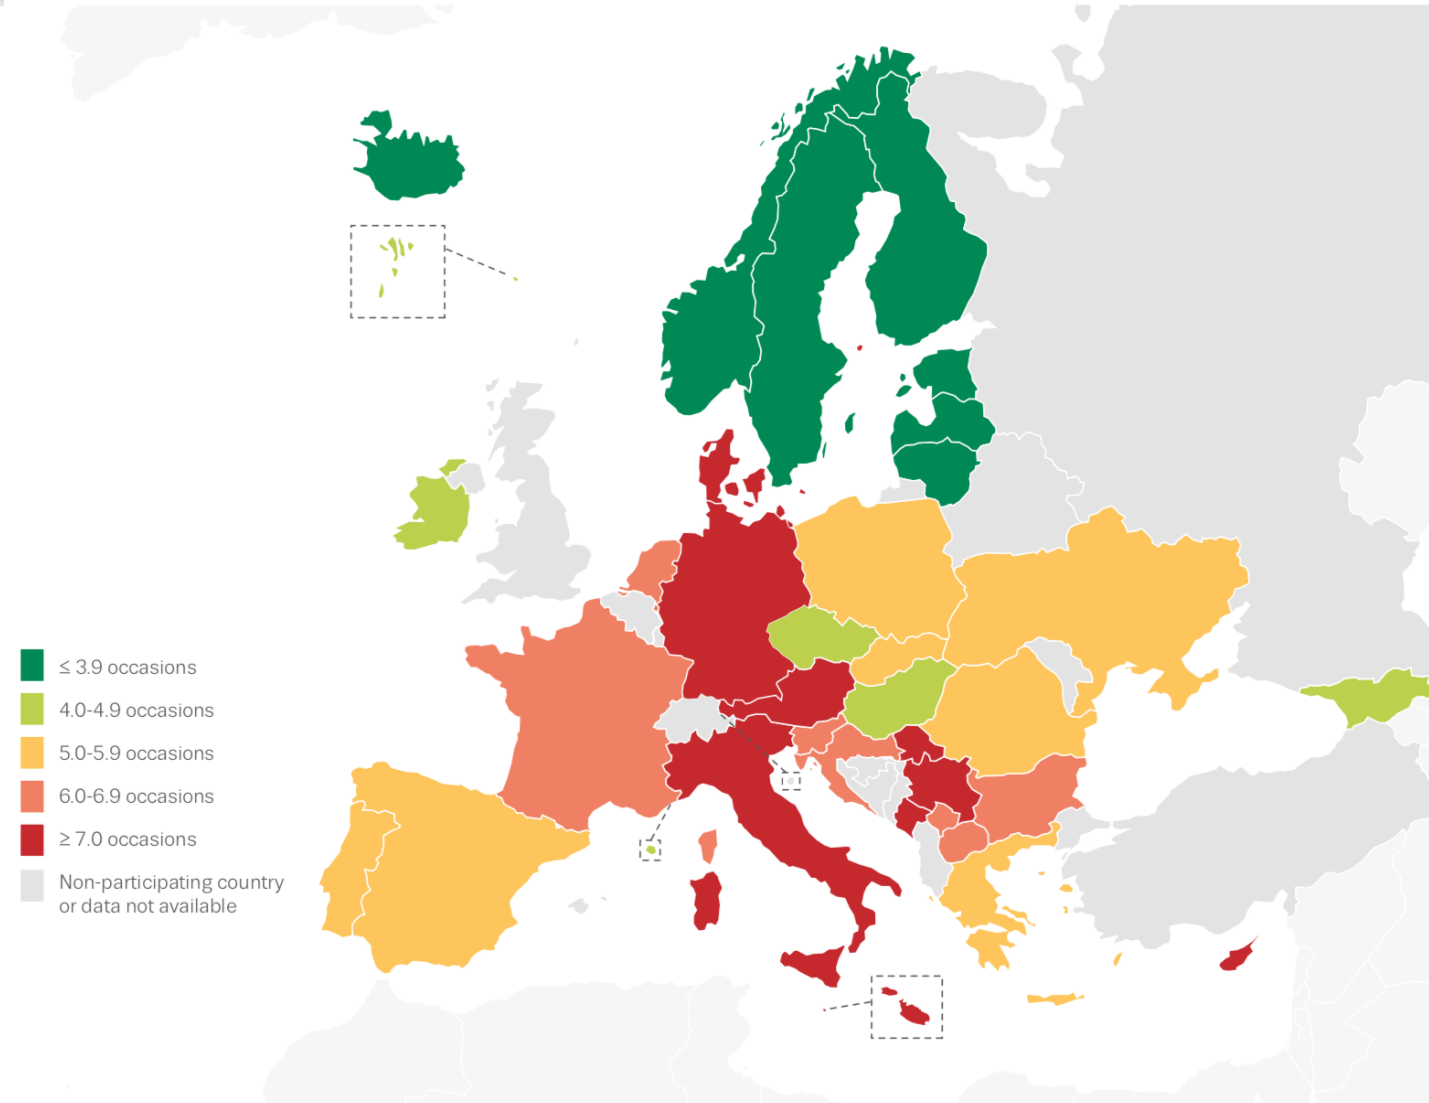 ≤ 3.9 occasions
4.0-4.9 occasions
5.0-5.9 occasions
6.0-6.9 occasions
≥ 7.0 occasions
Non-participating country
or data not available